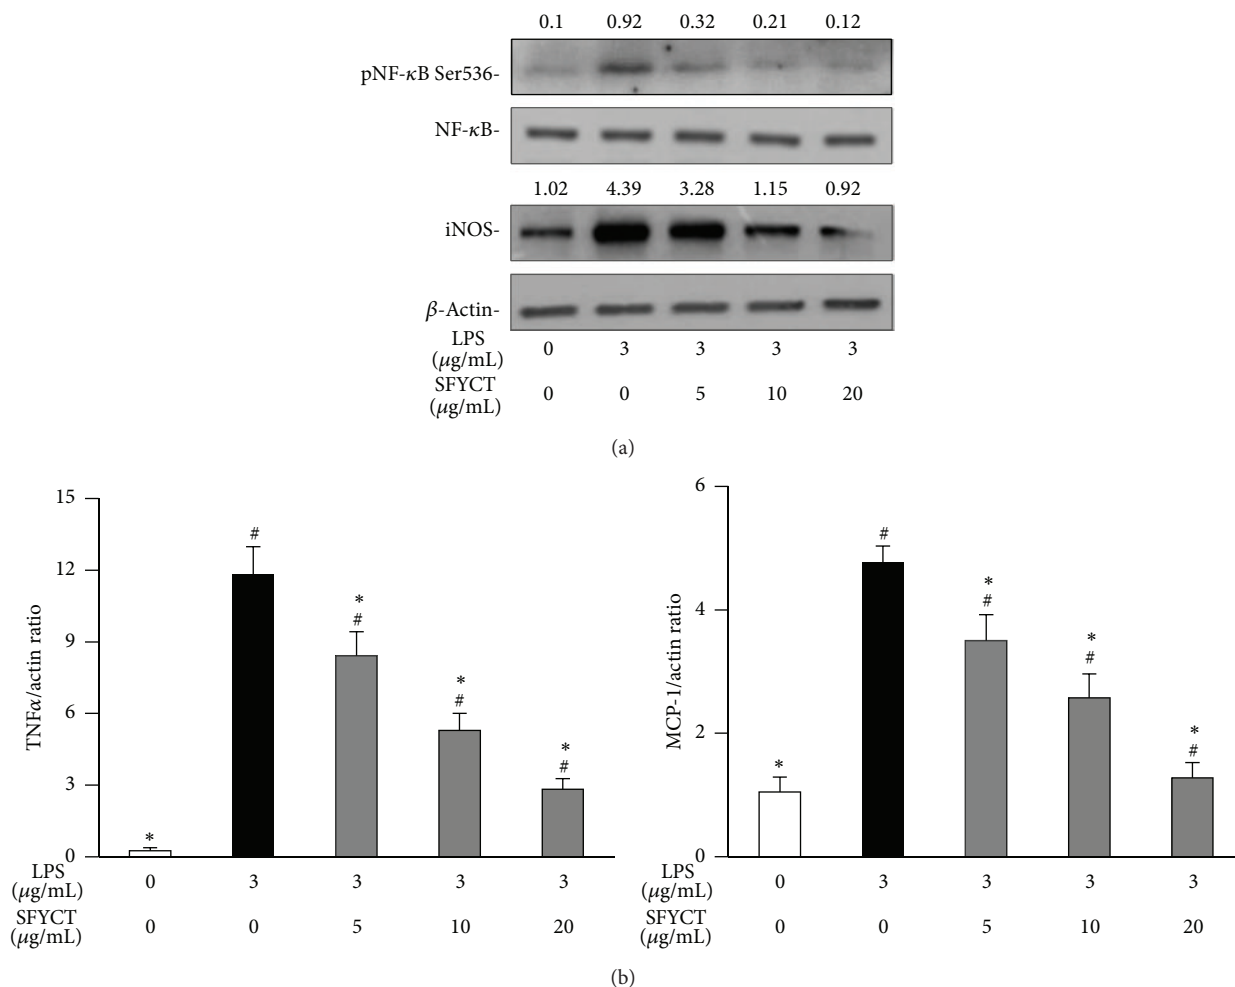 0.1 0.92 0.32 0.21 0.12
pNF-κB Ser536-
NF-κB-
1.02 4.39 3.28 1.15 0.92
iNOS-
β-Actin-
LPS
(μg/mL) 0 3 3 3 3
SFYCT
(μg/mL) 0 0 5 10 20
(a)
TNFα/actin ratio
15
12
9
6
3
0
#
*
#
*
#
*
#
*
LPS
(μg/mL) 0 3 3 3 3
SFYCT
(μg/mL) 0 0 5 10 20
MCP-1/actin ratio
6
4
2
0
#
*
#
*
#
*
#
*
LPS
(μg/mL) 0 3 3 3 3
SFYCT
(μg/mL) 0 0 5 10 20
(b)